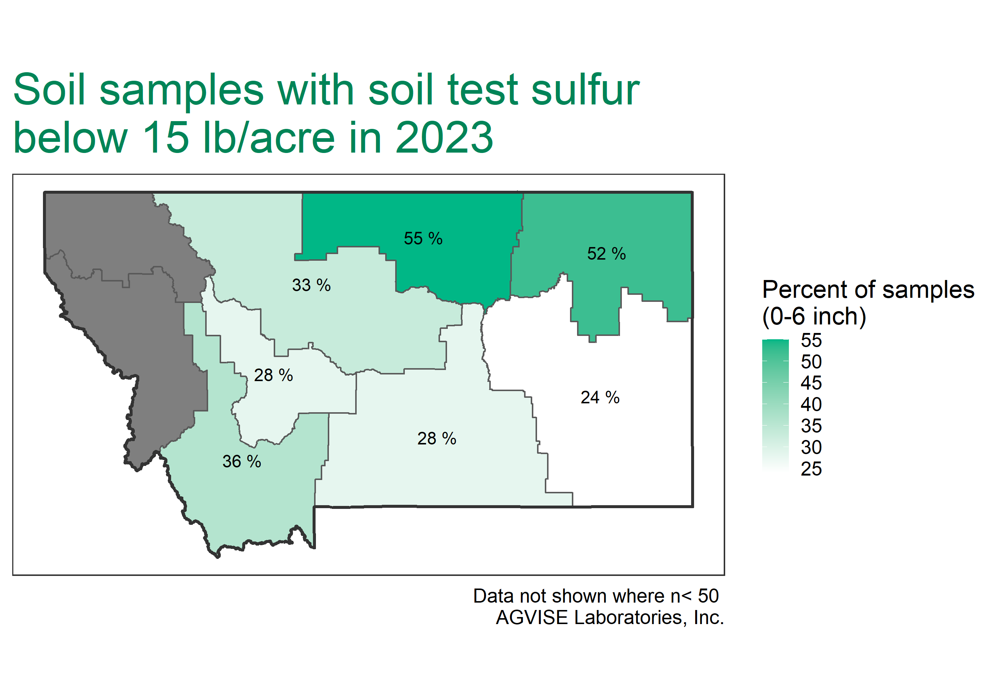 Soil samples with soil test sulfur
below 15 lb/acre in 2023
55 %
52 %
33 %
28 %
24 %
28 %
36 %
Percent of samples
(0-6 inch)
55
50
45
40
35
30
25
Data not shown where n< 50
AGVISE Laboratories, Inc.